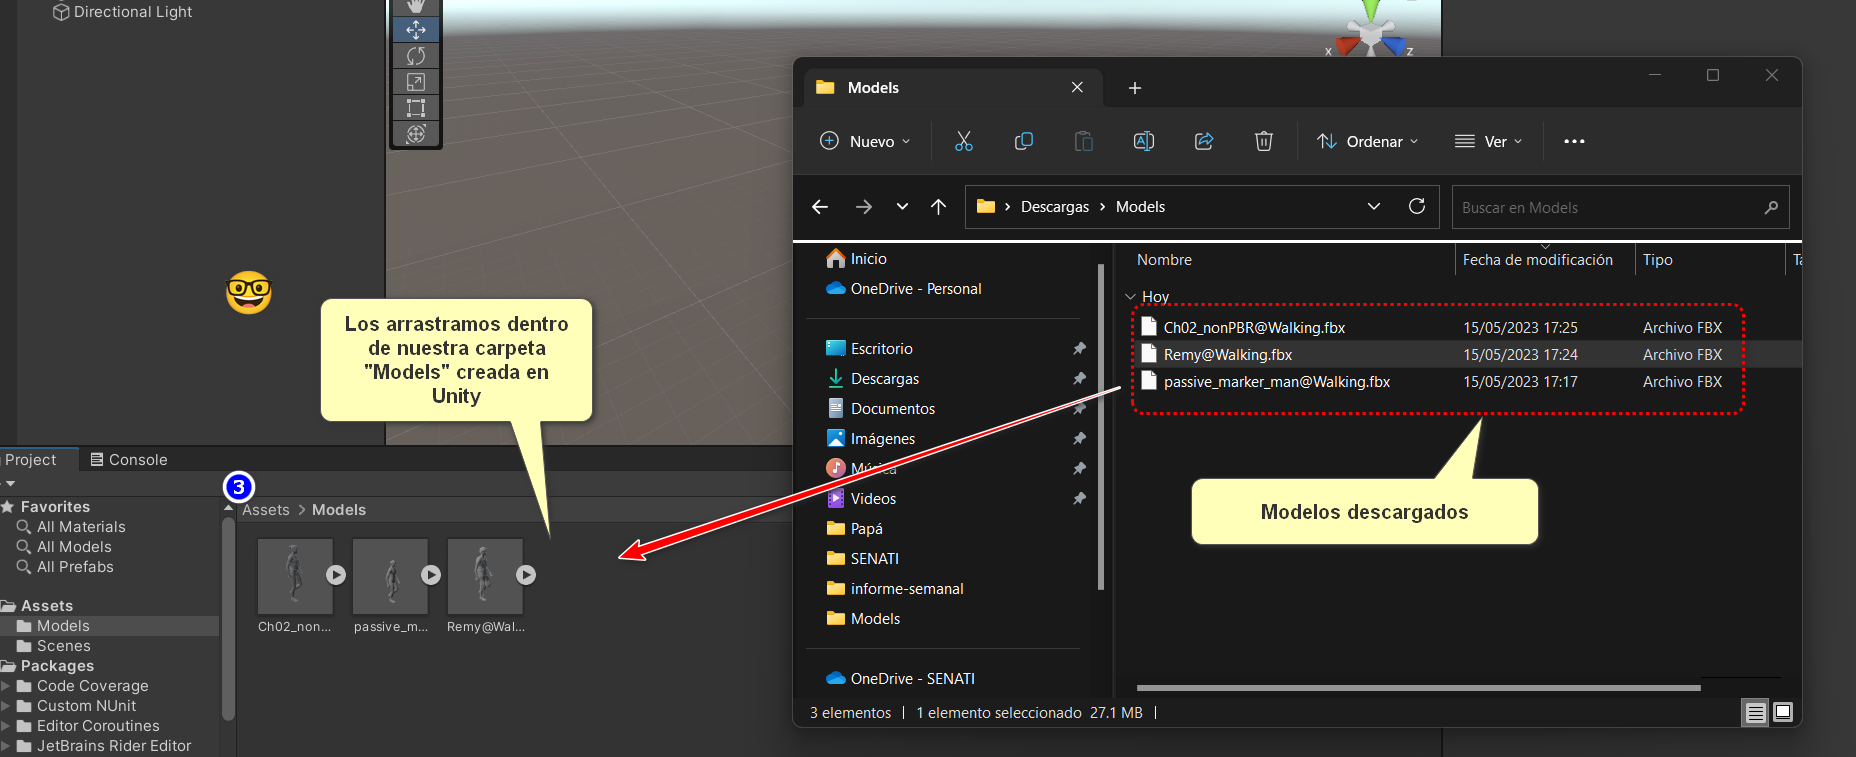 Directional Light
X
Z
Models
Nuevo
Ordenar
Ver
Descargas
Models
Buscar en Models
Inicio
OneDrive - Personal
Escritorio
Descargas
Documentos
Imágenes
Música
Videos
Papá
SENATI
informe-semanal
Models
OneDrive - SENATI
Nombre
Fecha de modificación
Tipo
Hoy
Ch02_nonPBR@Walking.fbx 15/05/2023 17:25 Archivo FBX
Remy@Walking.fbx 15/05/2023 17:24 Archivo FBX
passive_marker_man@Walking.fbx 15/05/2023 17:17 Archivo FBX
3 elementos
1 elemento seleccionado 27.1 MB
Modelos descargados
Los arrastramos dentro
de nuestra carpeta
"Models" creada en
Unity
Project
Console
3
Favorites
All Materials
All Models
All Prefabs
Assets
Models
Scenes
Packages
Code Coverage
Custom NUnit
Editor Coroutines
JetBrains Rider Editor
Assets > Models
Ch02_non...
passive_m...
Remy@Wal...